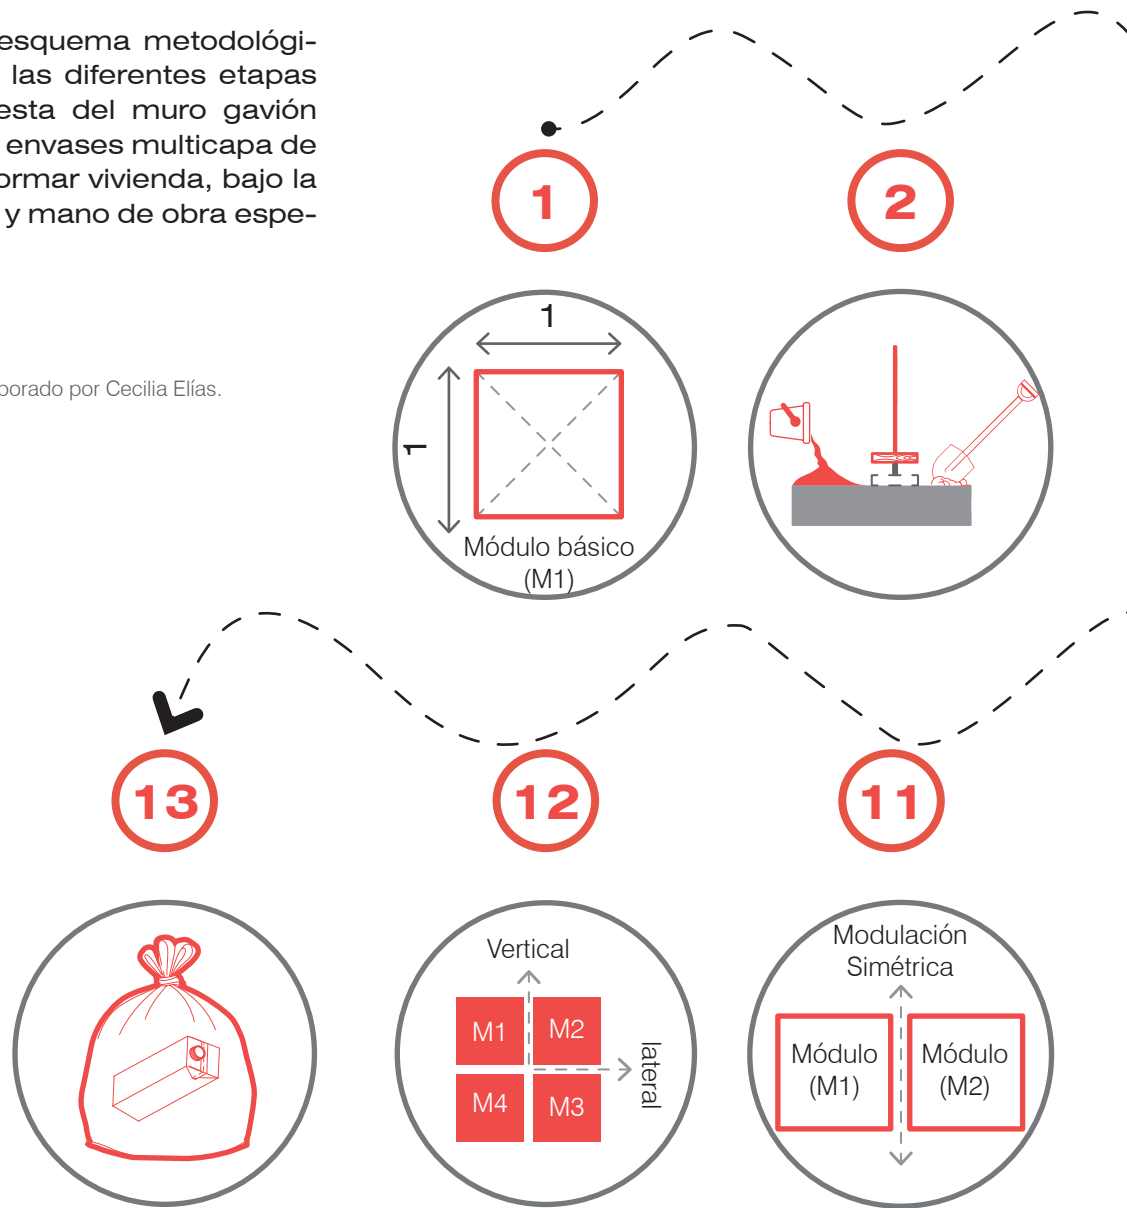 esquema metodológi-
las diferentes etapas
esta del muro gavión
envases multicapa de
ormar vivienda, bajo la
y mano de obra espe-
borado por Cecilia Elías.
1
2
1
1
Módulo básico
(M1)
13
12
11
Vertical
M1
M2
lateral
M4
M3
Modulación
Simétrica
Módulo
(M1)
Módulo
(M2)